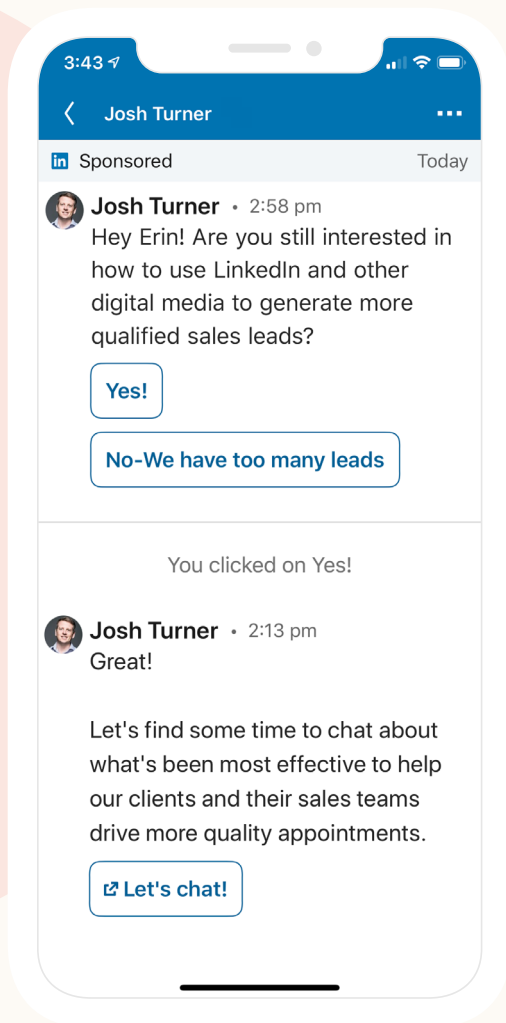 3:43
Josh Turner
in Sponsored Today
Josh Turner • 2:58 pm
Hey Erin! Are you still interested in
how to use LinkedIn and other
digital media to generate more
qualified sales leads?
Yes!
No-We have too many leads
You clicked on Yes!
Josh Turner • 2:13 pm
Great!
Let's find some time to chat about
what's been most effective to help
our clients and their sales teams
drive more quality appointments.
Let's chat!